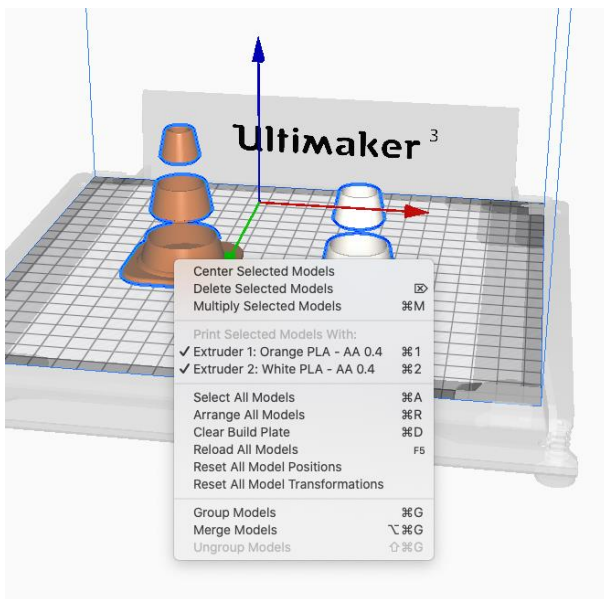 Ultimaker 3
Center Selected Models
Delete Selected Models ⌦
Multiply Selected Models ⌘M
Print Selected Models With:
✓ Extruder 1: Orange PLA - AA 0.4 ⌘1
✓ Extruder 2: White PLA - AA 0.4 ⌘2
Select All Models ⌘A
Arrange All Models ⌘R
Clear Build Plate ⌘D
Reload All Models F5
Reset All Model Positions
Reset All Model Transformations
Group Models ⌘G
Merge Models ⌥⌘G
Ungroup Models ⇧⌘G